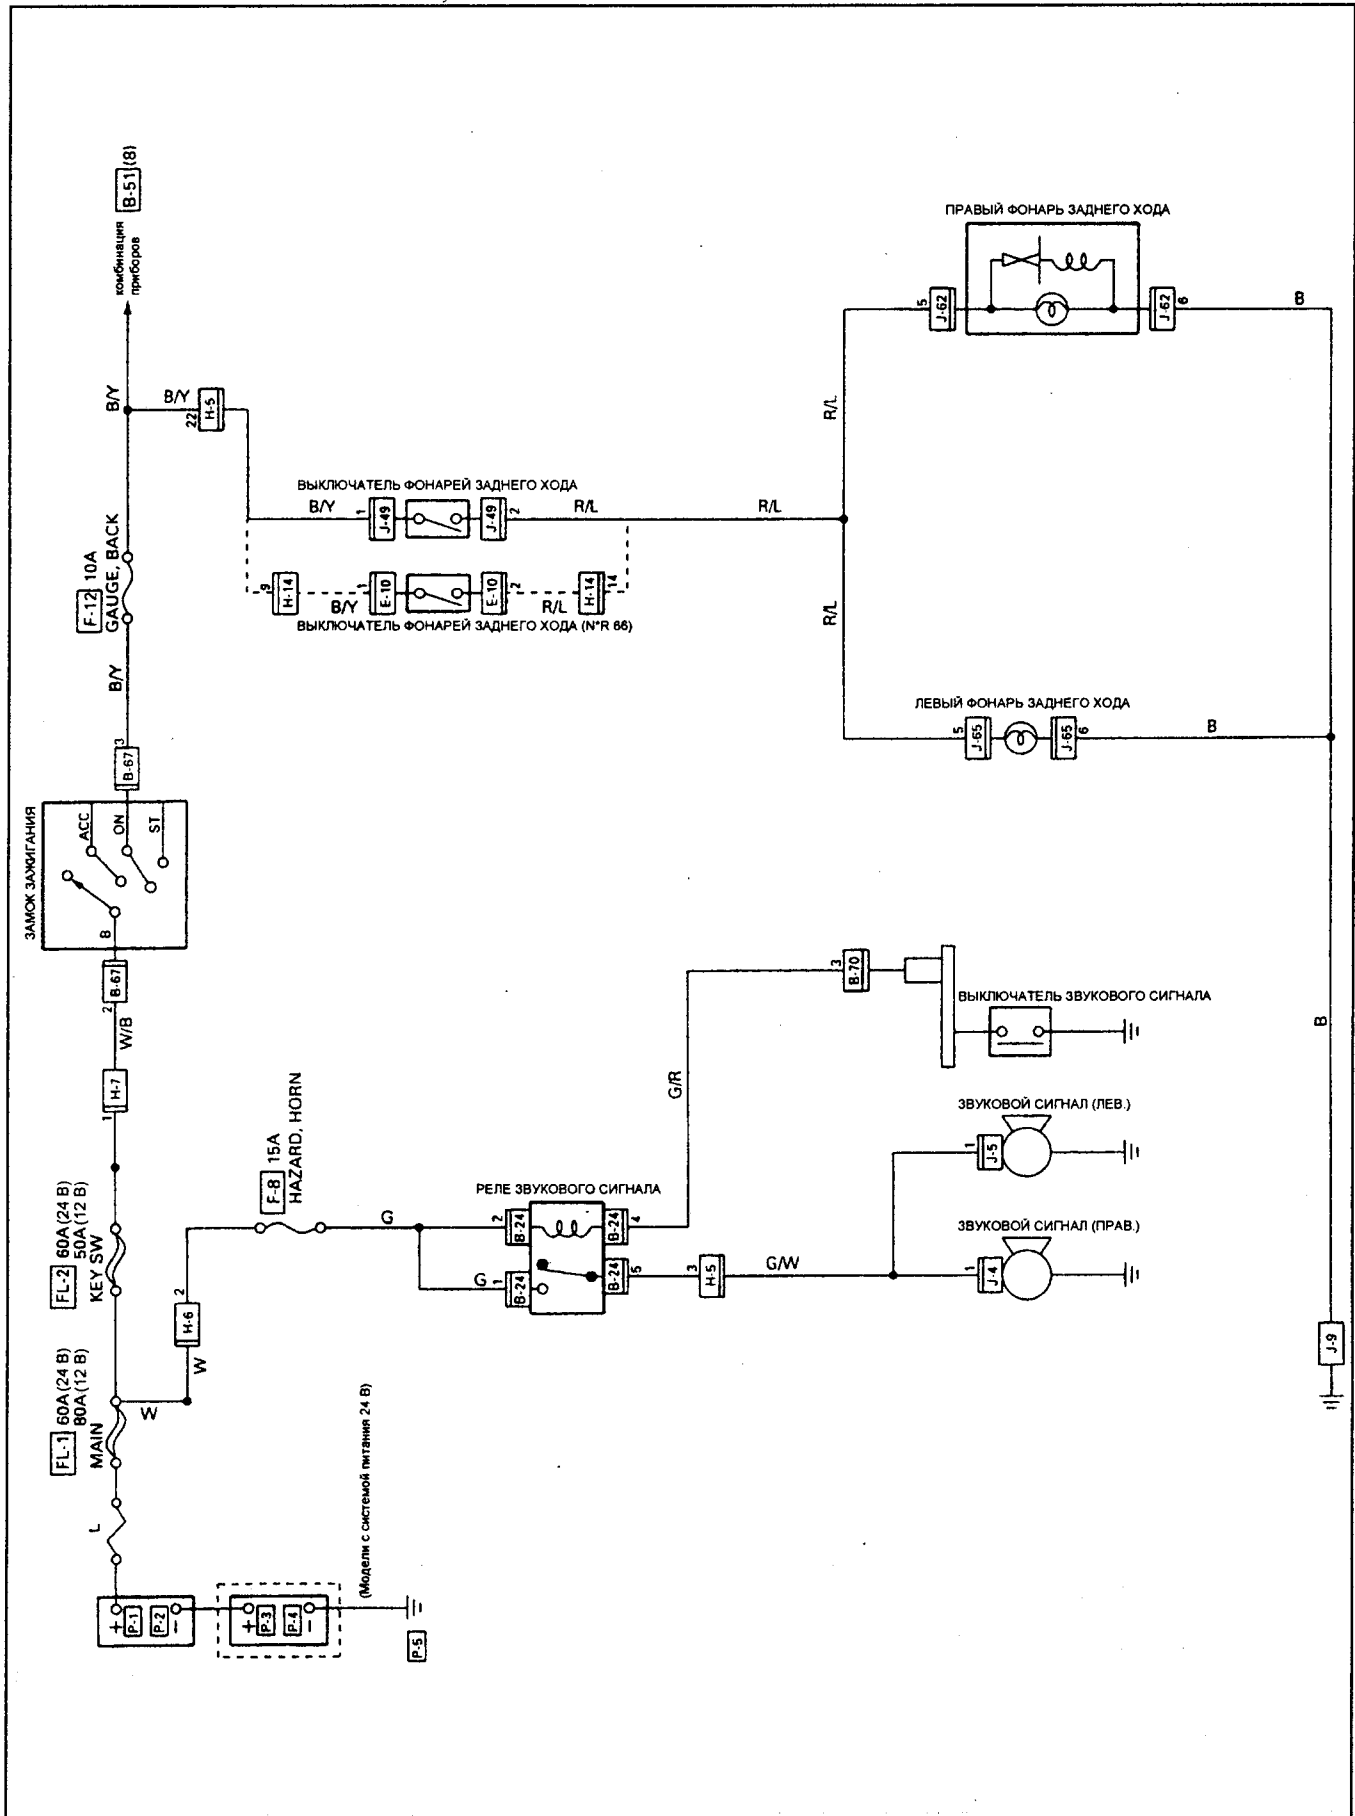 комбинация
приборов
B-51 (8)
B/Y
B/Y
22
H-5
F-12 10A
GAUGE, BACK
B/Y
3
B-67
ЗАМОК ЗАЖИГАНИЯ
ACC
ON
ST
B
B-67
2
W/B
H-7
1
FL-2 60A (24 В)
50A (12 В)
KEY SW
FL-1 60A (24 В)
80A (12 В)
MAIN
W
W
H-6
2
L
+ P-1
P-2 −
+ P-3
P-4 −
P-5
(Модели с системой питания 24 В)
F-8 15A
HAZARD, HORN
G
G
РЕЛЕ ЗВУКОВОГО СИГНАЛА
2 B-24
B-24 4
1 B-24
B-24 5
3 H-5
G/W
G/R
3 B-70
ВЫКЛЮЧАТЕЛЬ ЗВУКОВОГО СИГНАЛА
ЗВУКОВОЙ СИГНАЛ (ЛЕВ.)
1 J-5
ЗВУКОВОЙ СИГНАЛ (ПРАВ.)
1 J-4
ВЫКЛЮЧАТЕЛЬ ФОНАРЕЙ ЗАДНЕГО ХОДА
B/Y
1 J-49
J-49 2
R/L
R/L
9 H-14
B/Y
1 E-10
E-10 2
R/L
H-14 14
ВЫКЛЮЧАТЕЛЬ ФОНАРЕЙ ЗАДНЕГО ХОДА (N*R 66)
R/L
R/L
ПРАВЫЙ ФОНАРЬ ЗАДНЕГО ХОДА
5 J-62
J-62 6
B
ЛЕВЫЙ ФОНАРЬ ЗАДНЕГО ХОДА
5 J-65
J-65 6
B
B
J-9